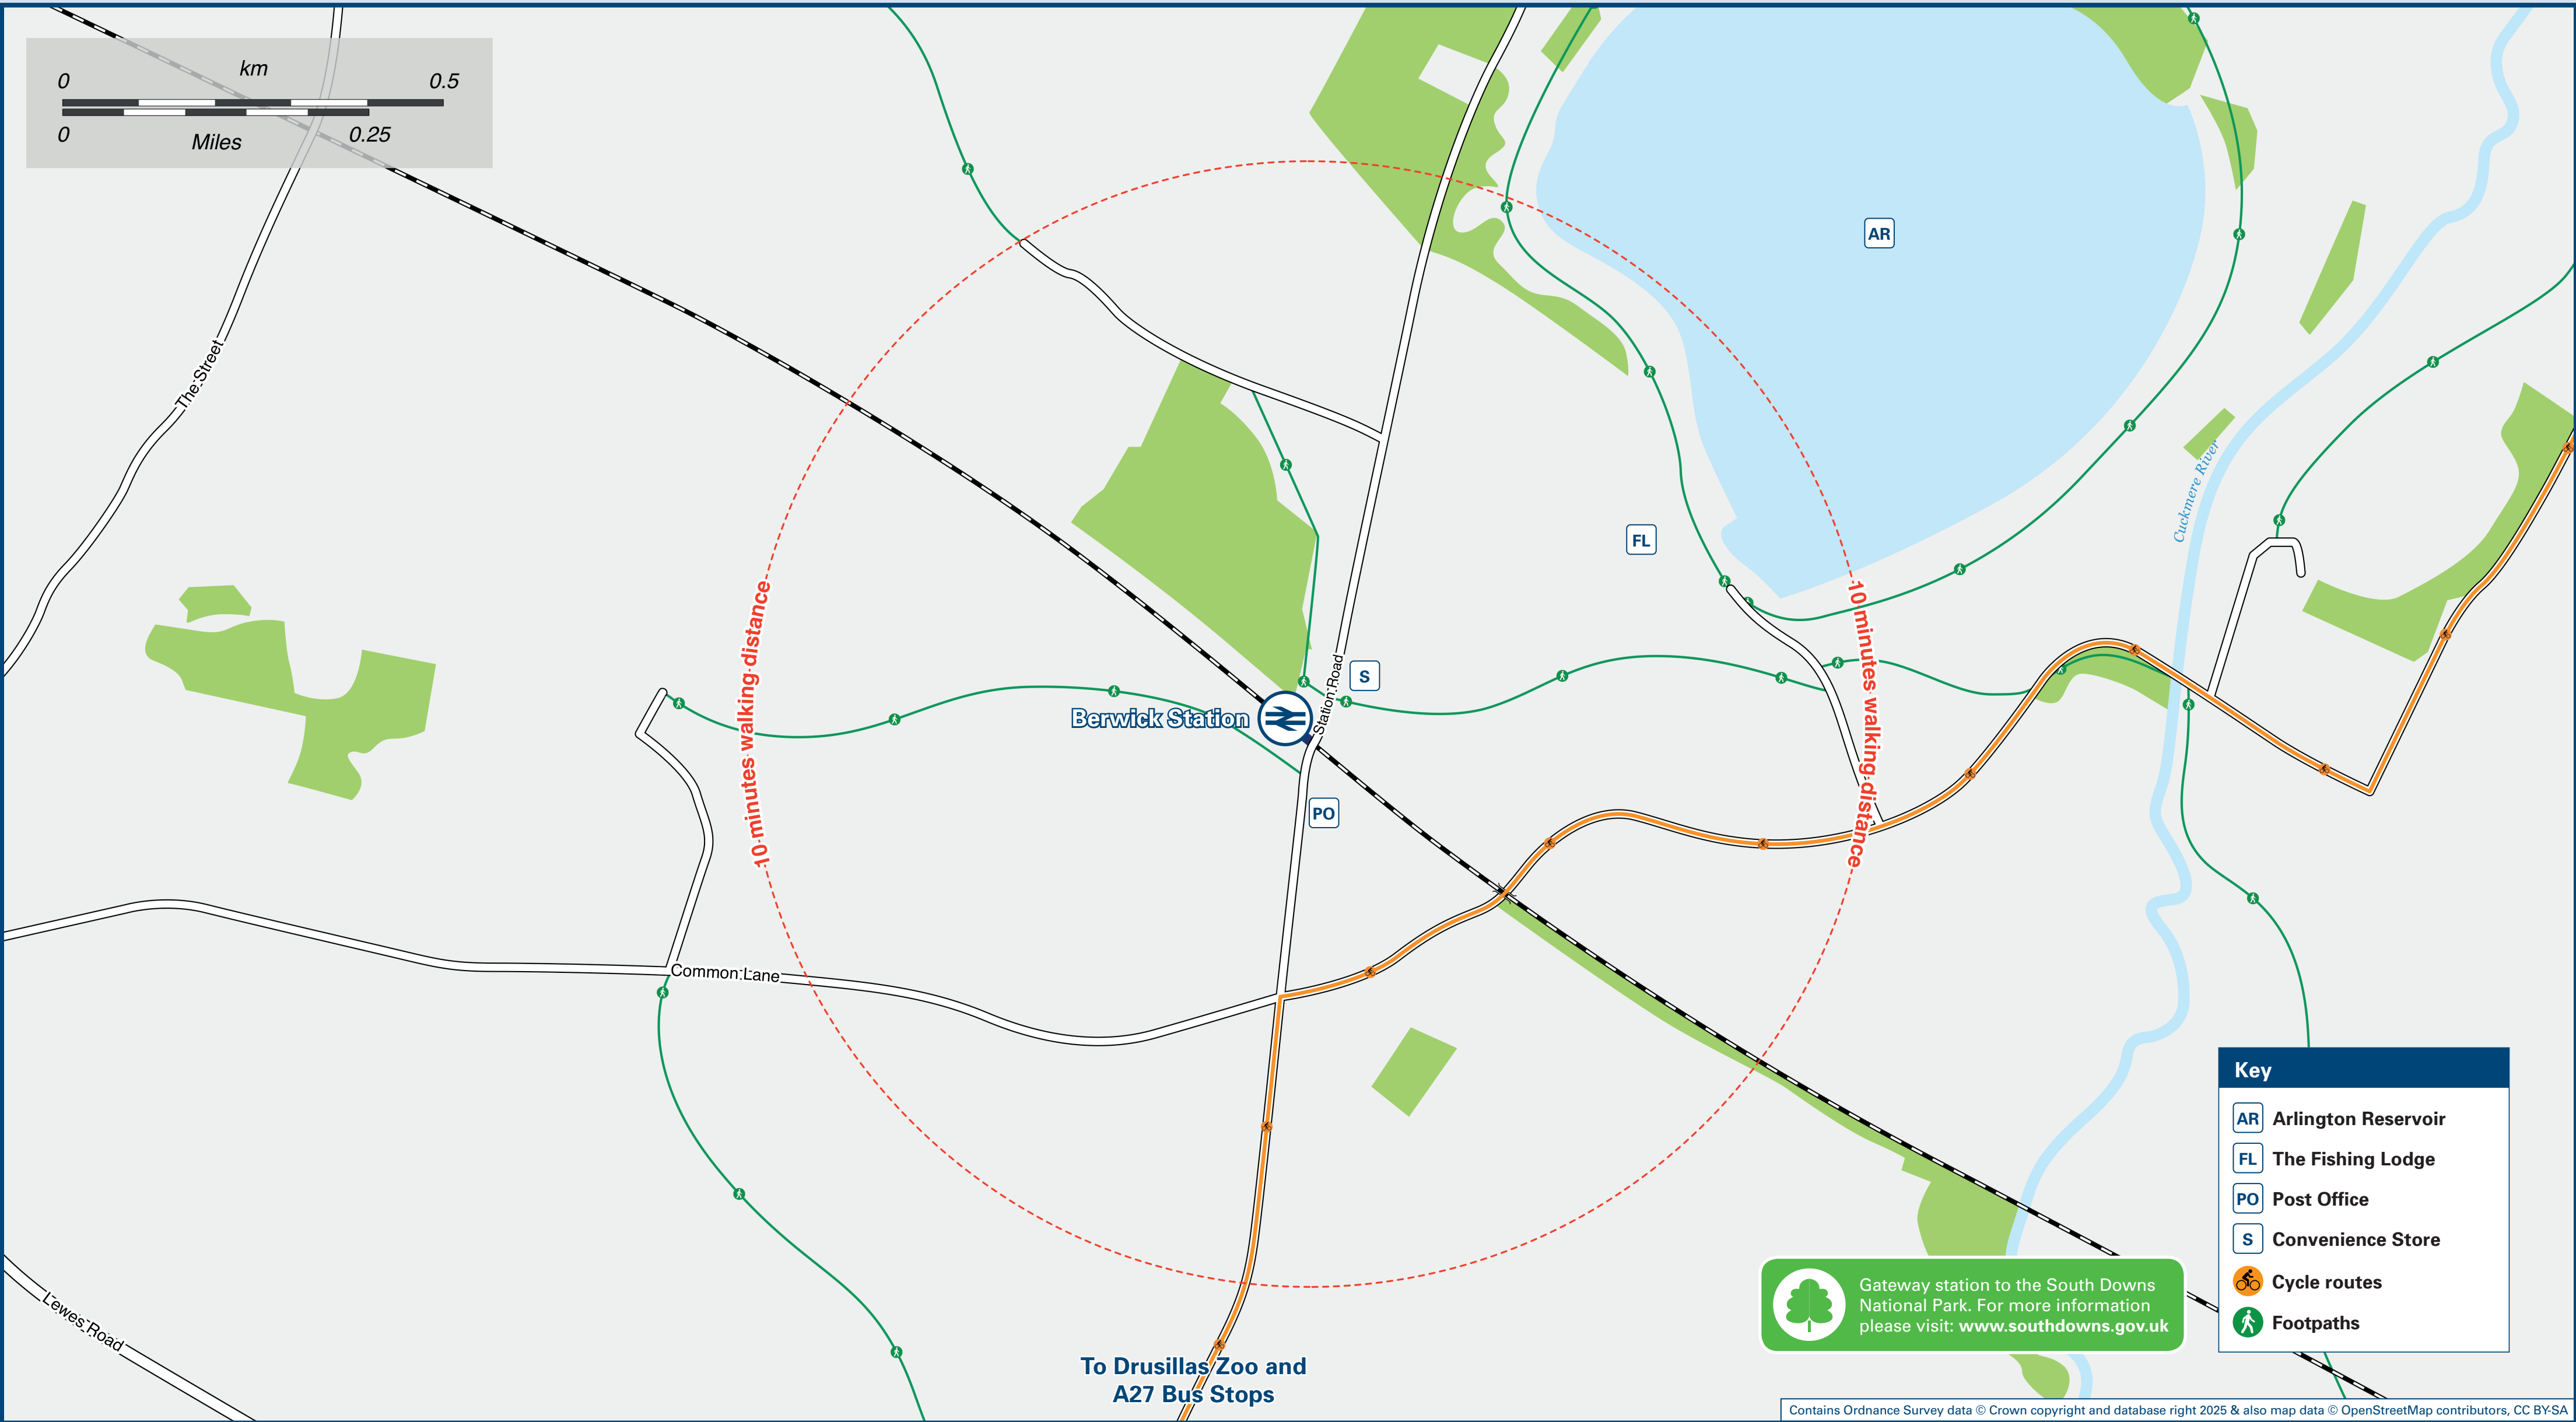 km
0
0.5
0
0.25
Miles
The Street
AR
FL
Cuckmere River
S
Station Road
Berwick Station
10 minutes walking distance
10 minutes walking distance
PO
Common Lane
Lewes Road
To Drusillas Zoo and
A27 Bus Stops
Key
AR Arlington Reservoir
FL The Fishing Lodge
PO Post Office
S Convenience Store
Cycle routes
Footpaths
Gateway station to the South Downs
National Park. For more information
please visit: www.southdowns.gov.uk
Contains Ordnance Survey data © Crown copyright and database right 2025 & also map data © OpenStreetMap contributors, CC BY-SA